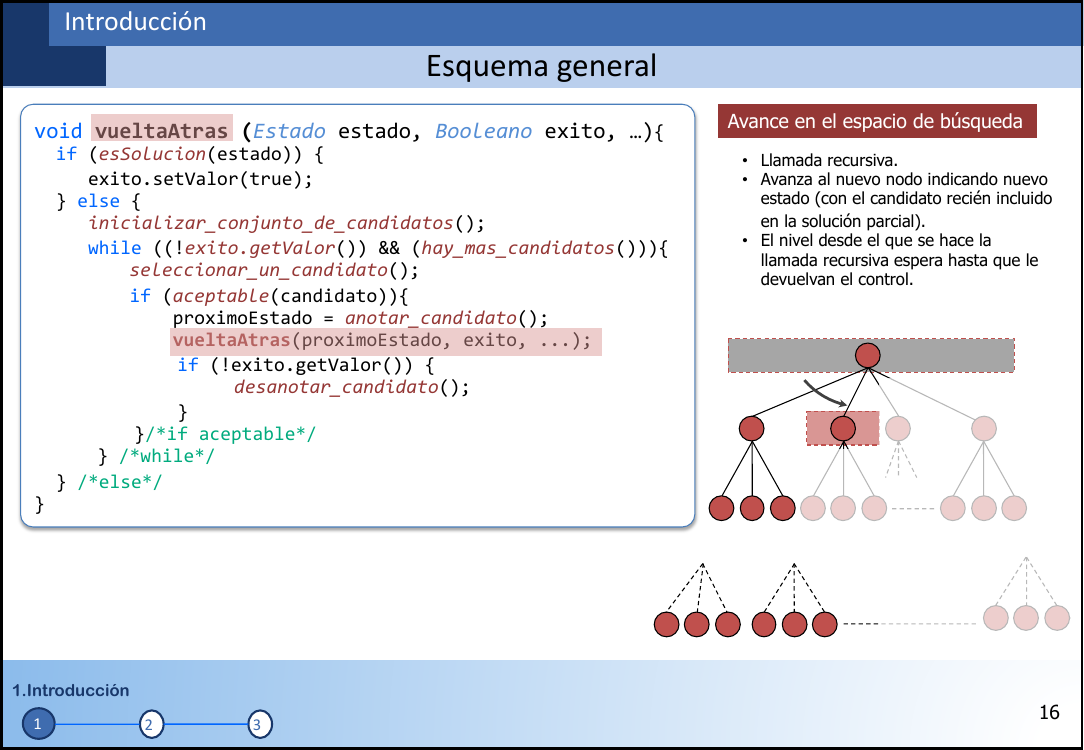 Introducción
Esquema general
void vueltaAtras (Estado estado, Booleano exito, …){
if (esSolucion(estado)) {
exito.setValor(true);
} else {
inicializar_conjunto_de_candidatos();
while ((!exito.getValor()) && (hay_mas_candidatos())){
seleccionar_un_candidato();
if (aceptable(candidato)){
proximoEstado = anotar_candidato();
vueltaAtras(proximoEstado, exito, ...);
if (!exito.getValor()) {
desanotar_candidato();
}
}/*if aceptable*/
} /*while*/
} /*else*/
}
Avance en el espacio de búsqueda
• Llamada recursiva.
• Avanza al nuevo nodo indicando nuevo
estado (con el candidato recién incluido
en la solución parcial).
• El nivel desde el que se hace la
llamada recursiva espera hasta que le
devuelvan el control.
1.Introducción
1 2 3
16